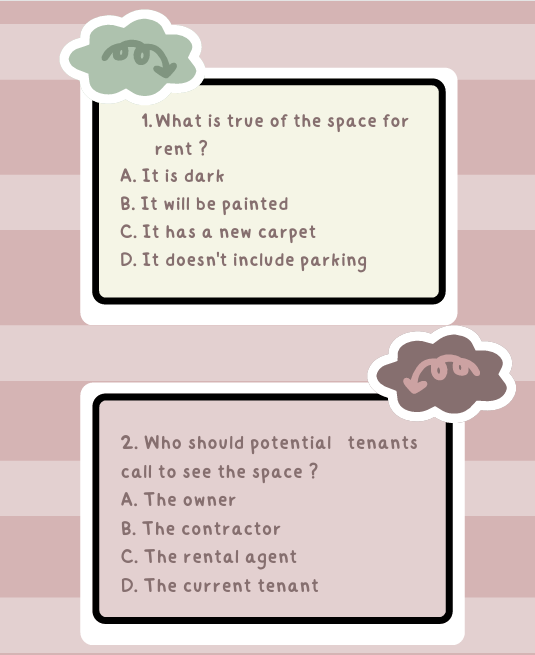 1.What is true of the space for
rent ?
A. It is dark
B. It will be painted
C. It has a new carpet
D. It doesn't include parking
2. Who should potential tenants
call to see the space ?
A. The owner
B. The contractor
C. The rental agent
D. The current tenant